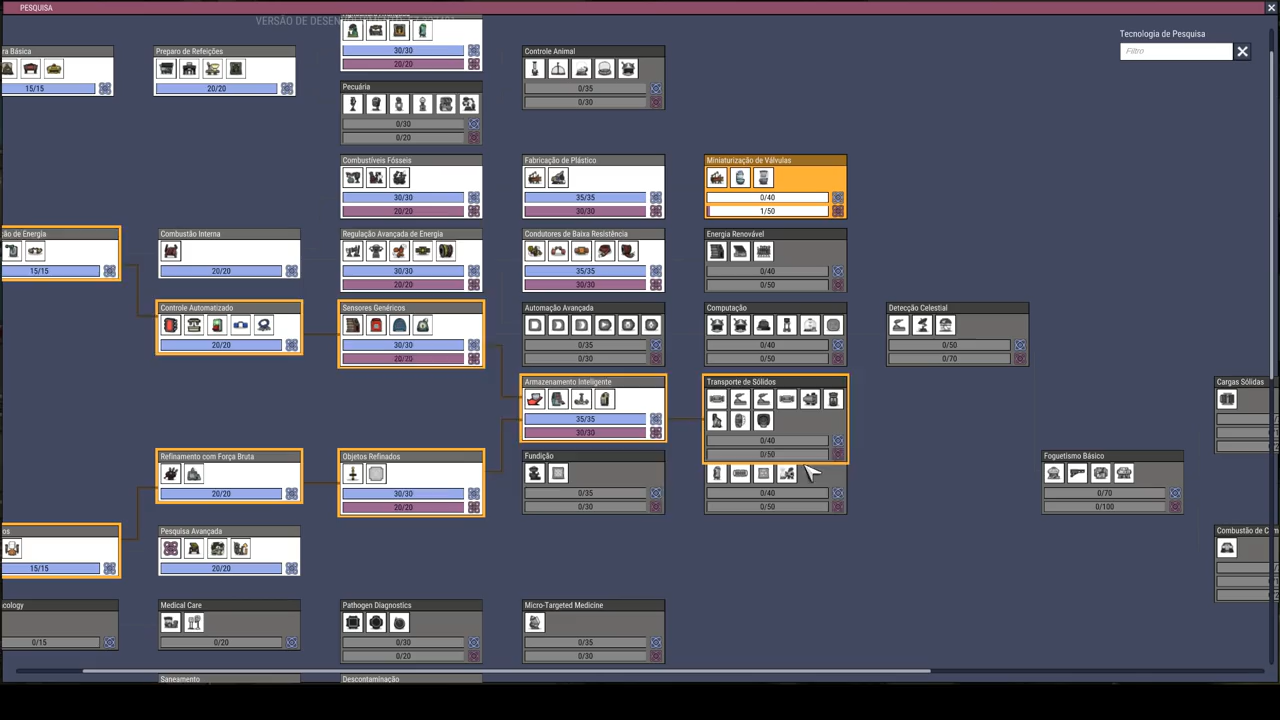 PESQUISA
VERSÃO DE DESEN
Tecnologia de Pesquisa
Filtro
30/30
20/20
ra Básica
15/15
Preparo de Refeições
20/20
Controle Animal
0/35
0/30
Pecuária
0/30
0/20
Combustíveis Fósseis
30/30
20/20
Fabricação de Plástico
35/35
30/30
Miniaturização de Válvulas
0/40
1/50
ão de Energia
15/15
Combustão Interna
20/20
Regulação Avançada de Energia
30/30
20/20
Condutores de Baixa Resistência
35/35
30/30
Energia Renovável
0/40
0/50
Controle Automatizado
20/20
Sensores Genéricos
30/30
20/20
Automação Avançada
0/35
0/30
Computação
0/40
0/50
Detecção Celestial
0/50
0/70
Armazenamento Inteligente
35/35
30/30
Transporte de Sólidos
0/40
0/50
Cargas Sólidas
Refinamento com Força Bruta
20/20
Objetos Refinados
30/30
20/20
Fundição
0/35
0/30
0/40
0/50
Foguetismo Básico
0/70
0/100
os
15/15
Pesquisa Avançada
20/20
Combustão de C
cology
0/15
Medical Care
0/20
Pathogen Diagnostics
0/30
0/20
Micro-Targeted Medicine
0/35
0/30
Saneamento
Descontaminação